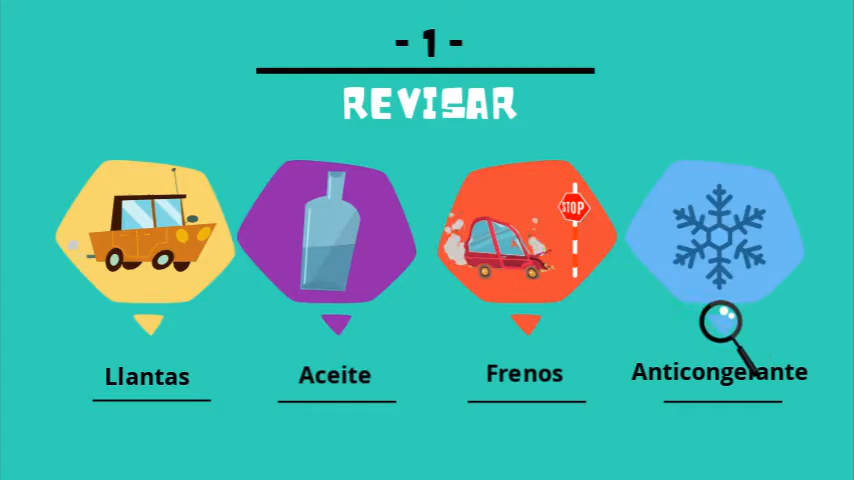 - 1 -
REVISAR
STOP
Llantas
Aceite
Frenos
Anticongelante